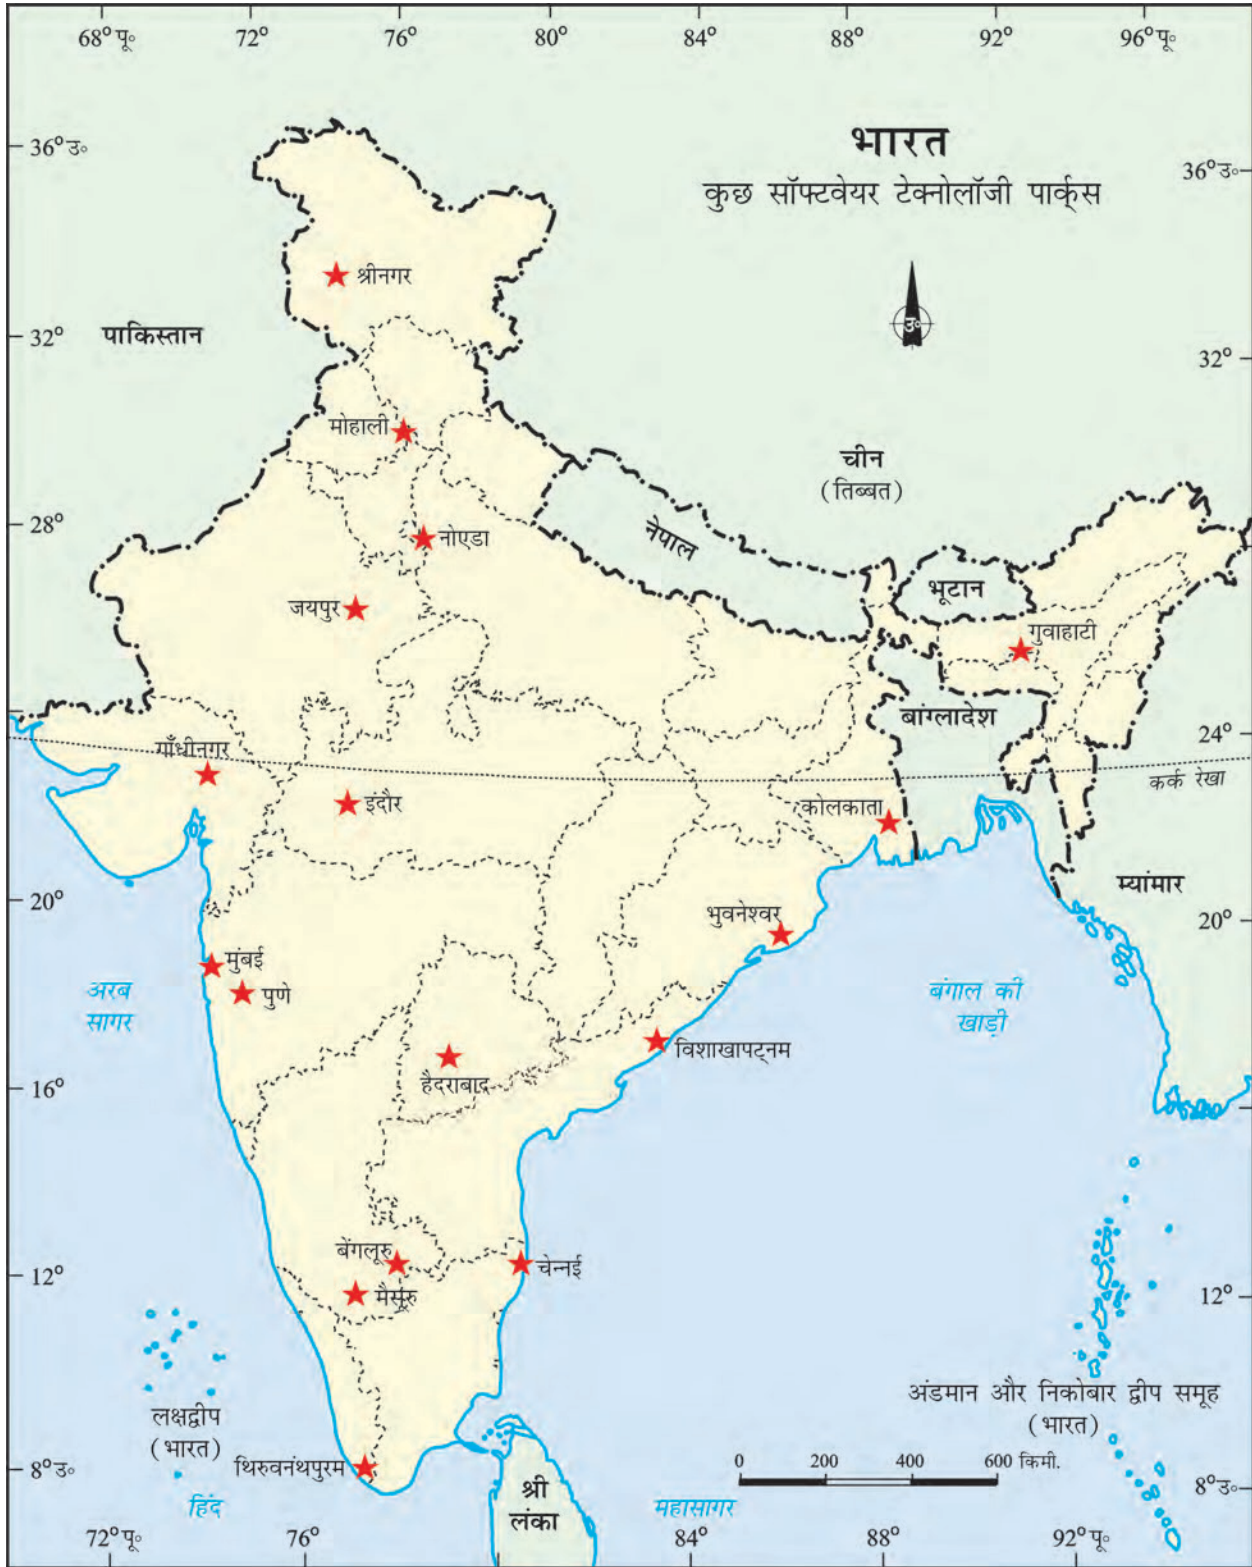 68° पू॰ 72° 76° 80° 84° 88° 92° 96° पू॰
भारत
कुछ सॉफ्टवेयर टेक्नोलॉजी पार्क्स
36° उ॰
36° उ॰
उ॰
श्रीनगर
पाकिस्तान
32°
32°
मोहाली
चीन
(तिब्बत)
28°
नोएडा
नेपाल
भूटान
जयपुर
गुवाहाटी
बांग्लादेश
24°
गाँधीनगर
कर्क रेखा
इंदौर
कोलकाता
म्यांमार
20°
20°
भुवनेश्वर
मुंबई
पुणे
अरब
सागर
बंगाल की
खाड़ी
विशाखापट्नम
हैदराबाद
16°
बेंगलूरु
चेन्नई
मैसूरु
12°
12°
अंडमान और निकोबार द्वीप समूह
(भारत)
लक्षद्वीप
(भारत)
थिरुवनंथपुरम
8° उ॰
0 200 400 600 किमी.
8° उ॰
श्री
लंका
हिंद
महासागर
72° पू॰ 76° 84° 88° 92° पू॰